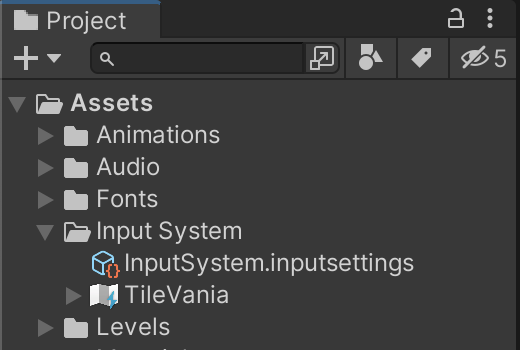 Project
5
Assets
Animations
Audio
Fonts
Input System
InputSystem.inputsettings
TileVania
Levels